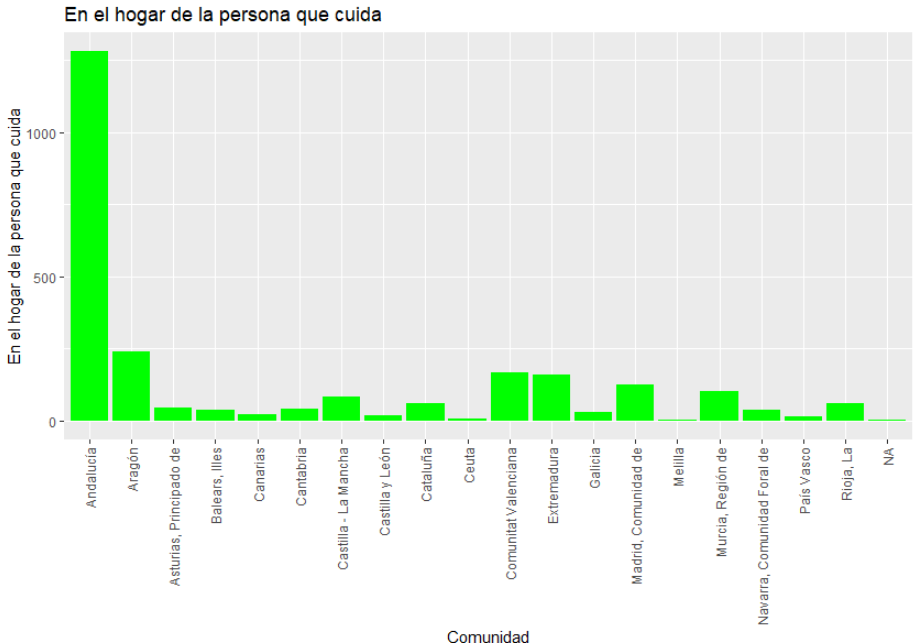 En el hogar de la persona que cuida
En el hogar de la persona que cuida
1000
500
0
Andalucía
Aragón
Asturias, Principado de
Balears, Illes
Canarias
Cantabria
Castilla - La Mancha
Castilla y León
Cataluña
Ceuta
Comunitat Valenciana
Extremadura
Galicia
Madrid, Comunidad de
Melilla
Murcia, Región de
Navarra, Comunidad Foral de
País Vasco
Rioja, La
NA
Comunidad